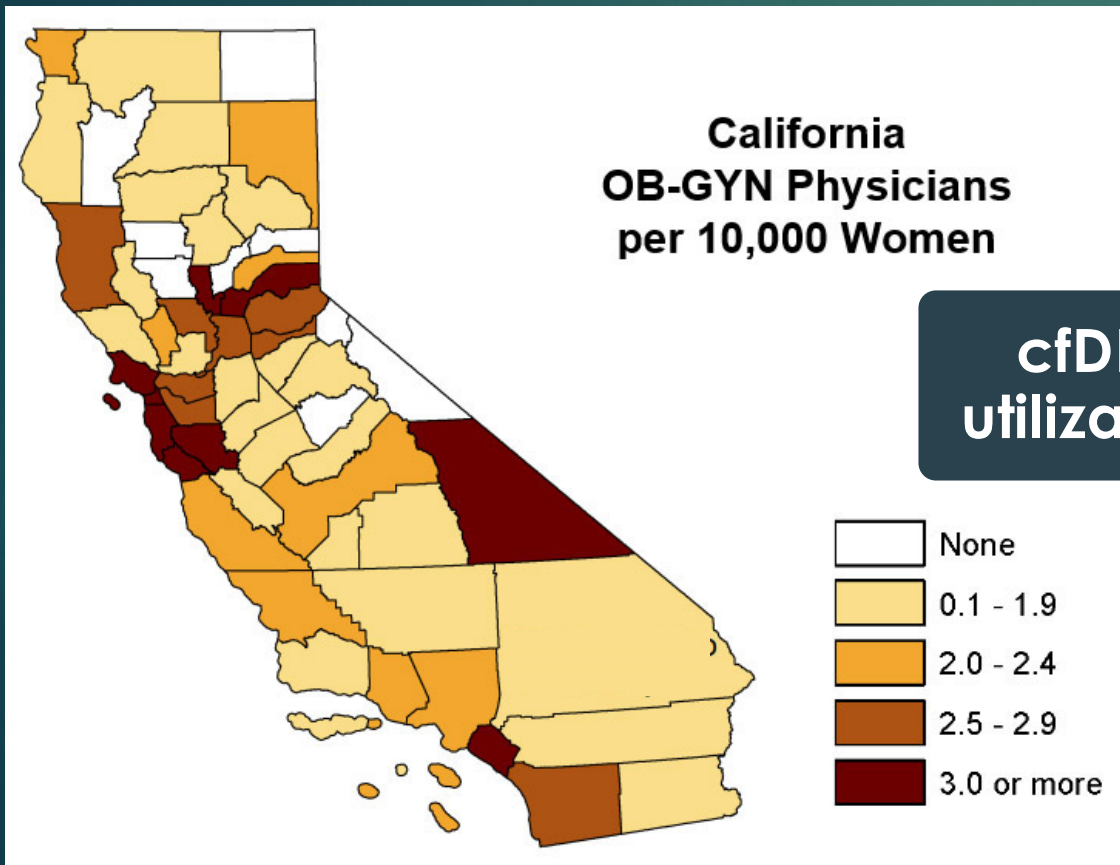 California
OB-GYN Physicians
per 10,000 Women
None
0.1 - 1.9
2.0 - 2.4
2.5 - 2.9
3.0 or more